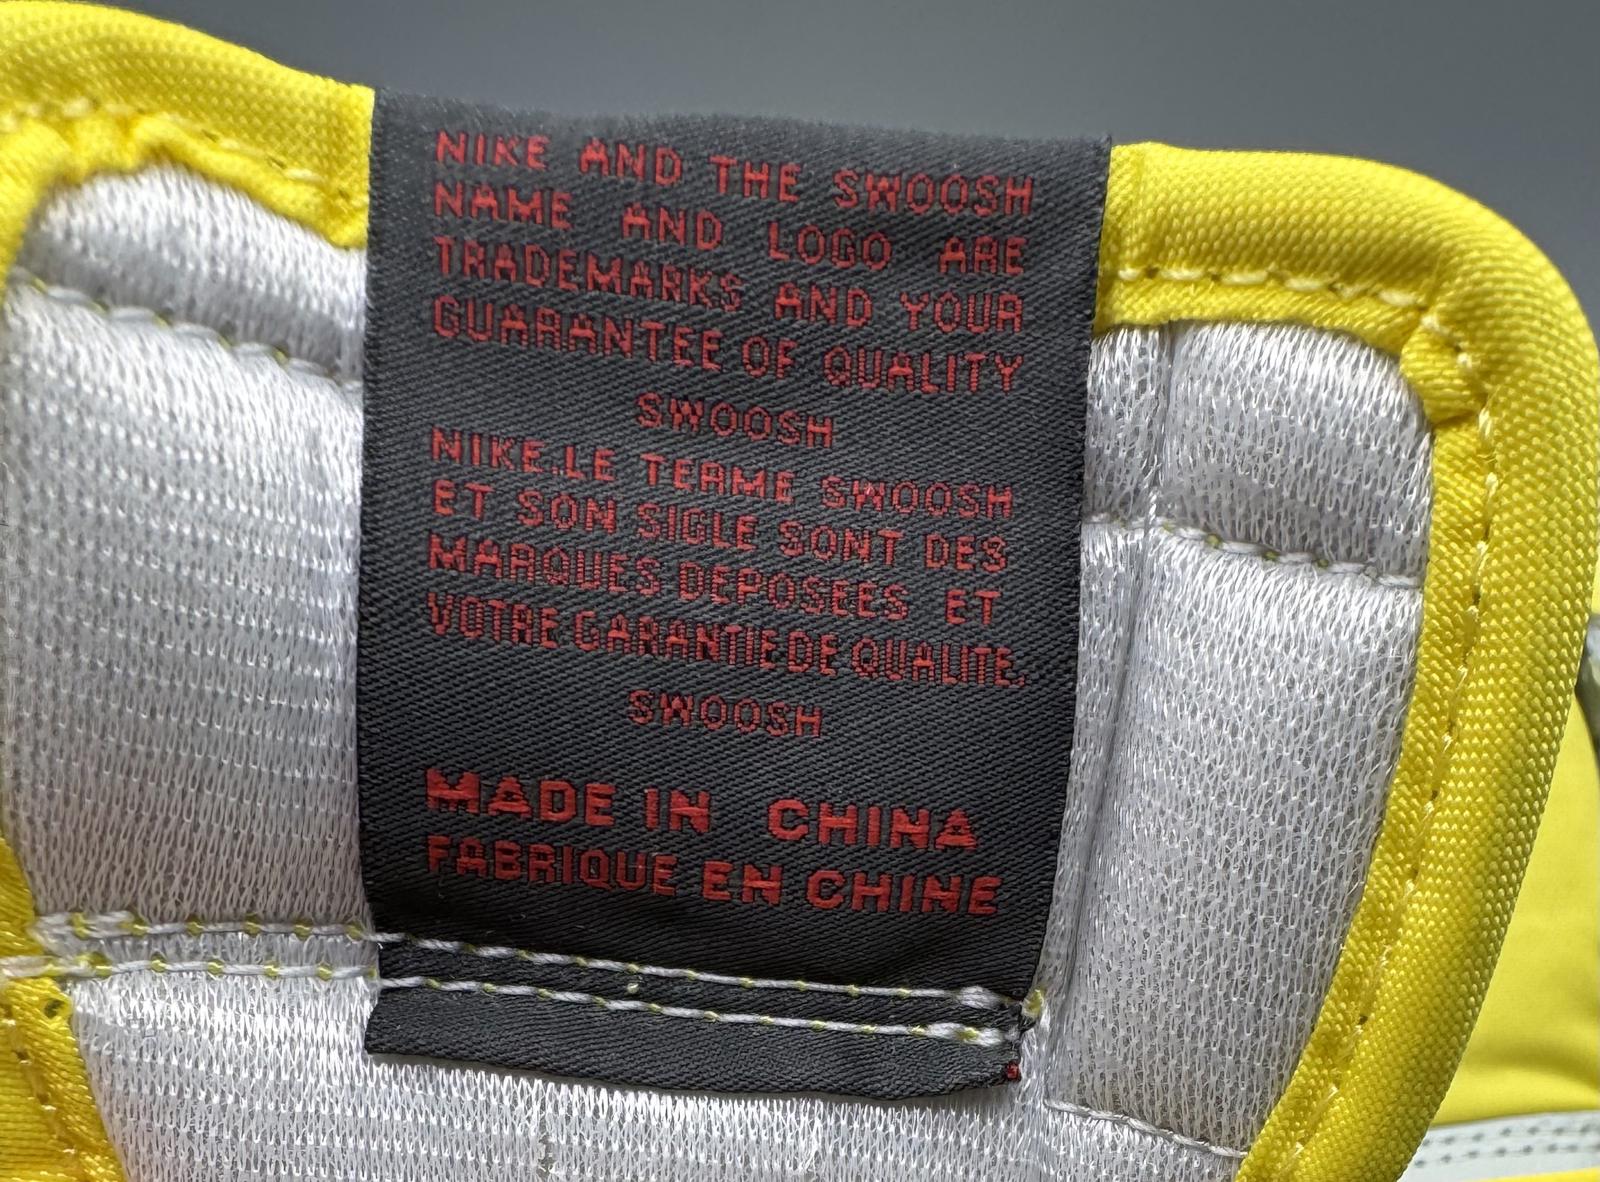 NIKE AND THE SWOOSH
NAME AND LOGO ARE
TRADEMARKS AND YOUR
GUARANTEE OF QUALITY
SWOOSH
NIKE.LE TERME SWOOSH
ET SON SIGLE SONT DES
MARQUES DEPOSEES ET
VOTRE GARANTIE DE QUALITE.
SWOOSH
MADE IN CHINA
FABRIQUE EN CHINE